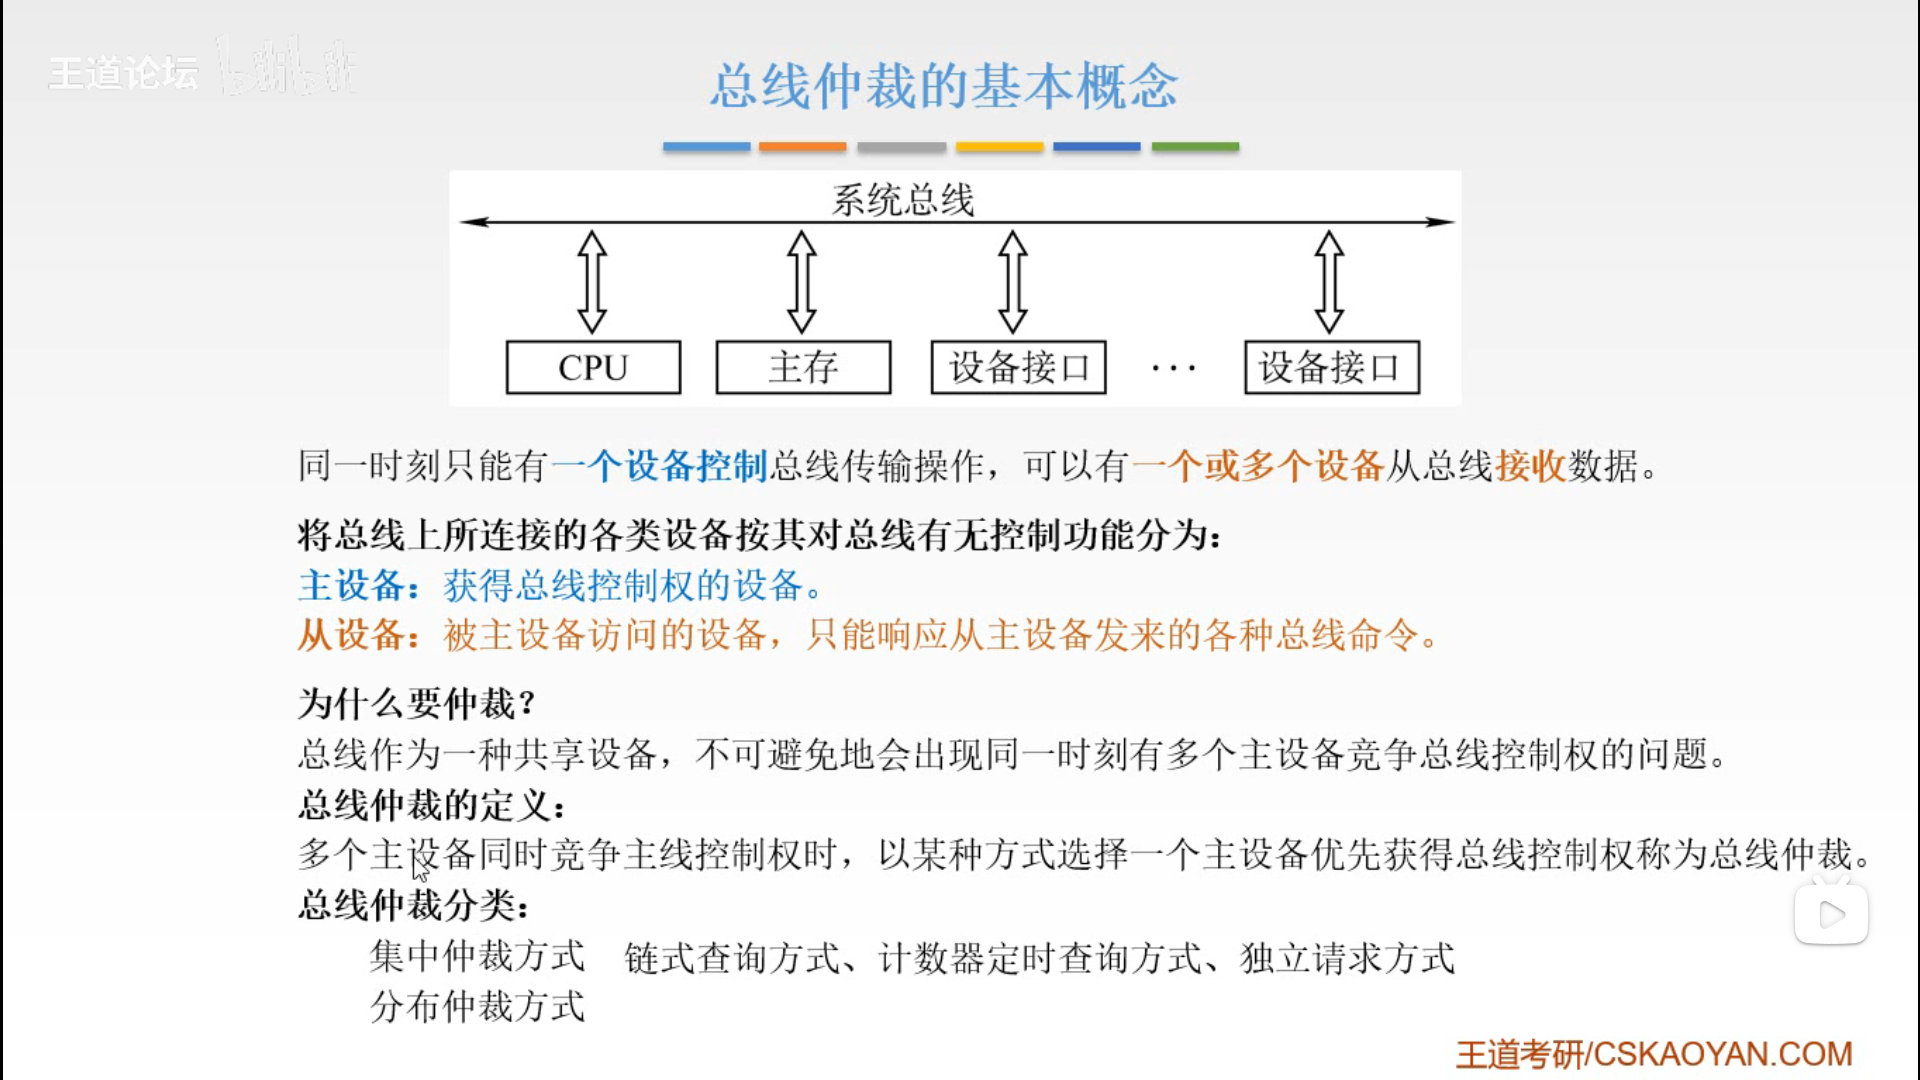 王道论坛 bilibili
总线仲裁的基本概念
系统总线
CPU 主存 设备接口 ··· 设备接口
同一时刻只能有一个设备控制总线传输操作，可以有一个或多个设备从总线接收数据。
将总线上所连接的各类设备按其对总线有无控制功能分为：
主设备：获得总线控制权的设备。
从设备：被主设备访问的设备，只能响应从主设备发来的各种总线命令。
为什么要仲裁？
总线作为一种共享设备，不可避免地会出现同一时刻有多个主设备竞争总线控制权的问题。
总线仲裁的定义：
多个主设备同时竞争主线控制权时，以某种方式选择一个主设备优先获得总线控制权称为总线仲裁。
总线仲裁分类：
集中仲裁方式 链式查询方式、计数器定时查询方式、独立请求方式
分布仲裁方式
王道考研/CSKAOYAN.COM